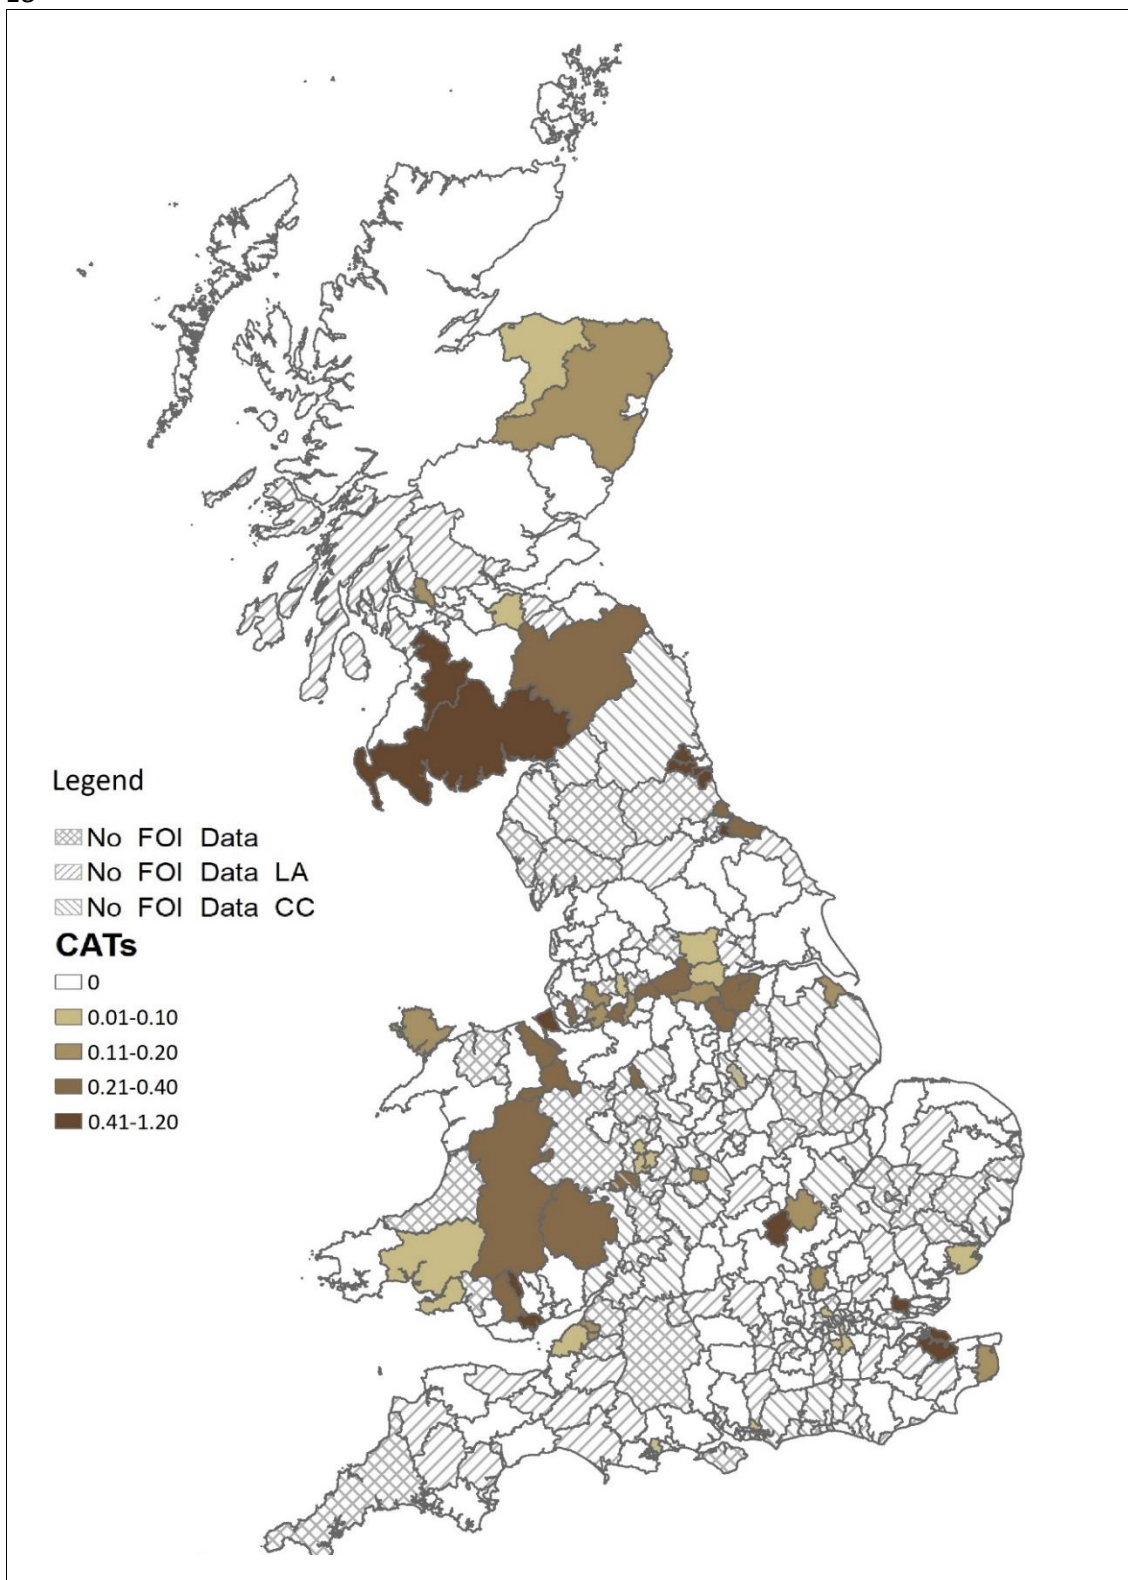 Legend
No FOI Data
No FOI Data LA
No FOI Data CC
CATs
0
0.01-0.10
0.11-0.20
0.21-0.40
0.41-1.20